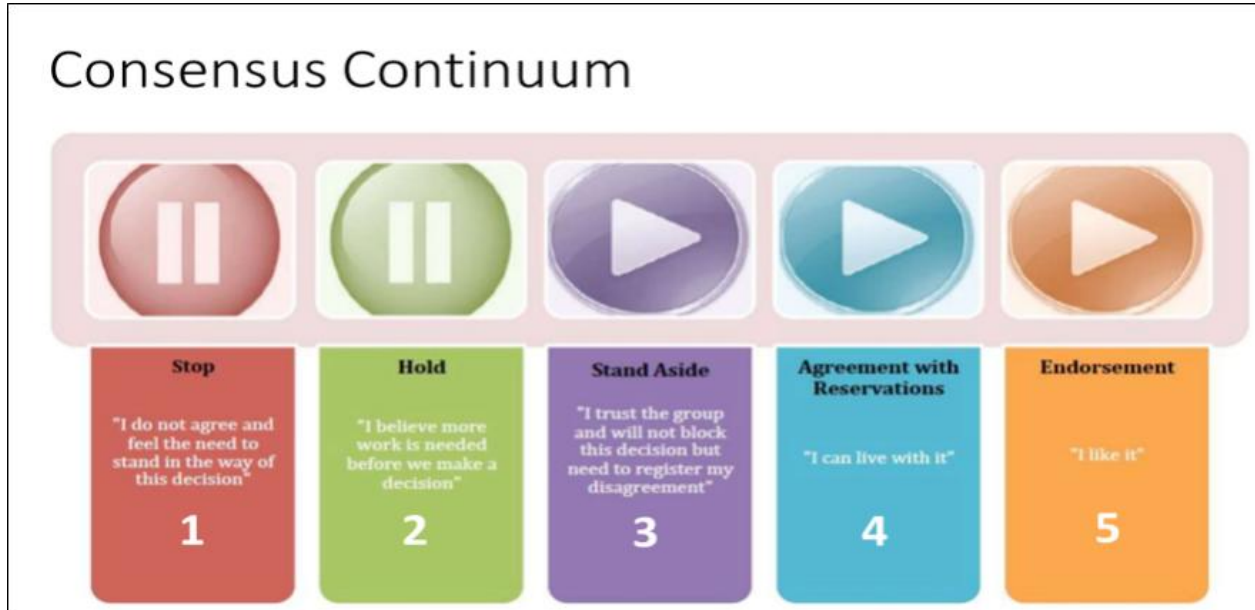 Consensus Continuum
Stop
"I do not agree and
feel the need to
stand in the way of
this decision"
1
Hold
"I believe more
work is needed
before we make a
decision"
2
Stand Aside
"I trust the group
and will not block
this decision but
need to register my
disagreement"
3
Agreement with
Reservations
"I can live with it"
4
Endorsement
"I like it"
5